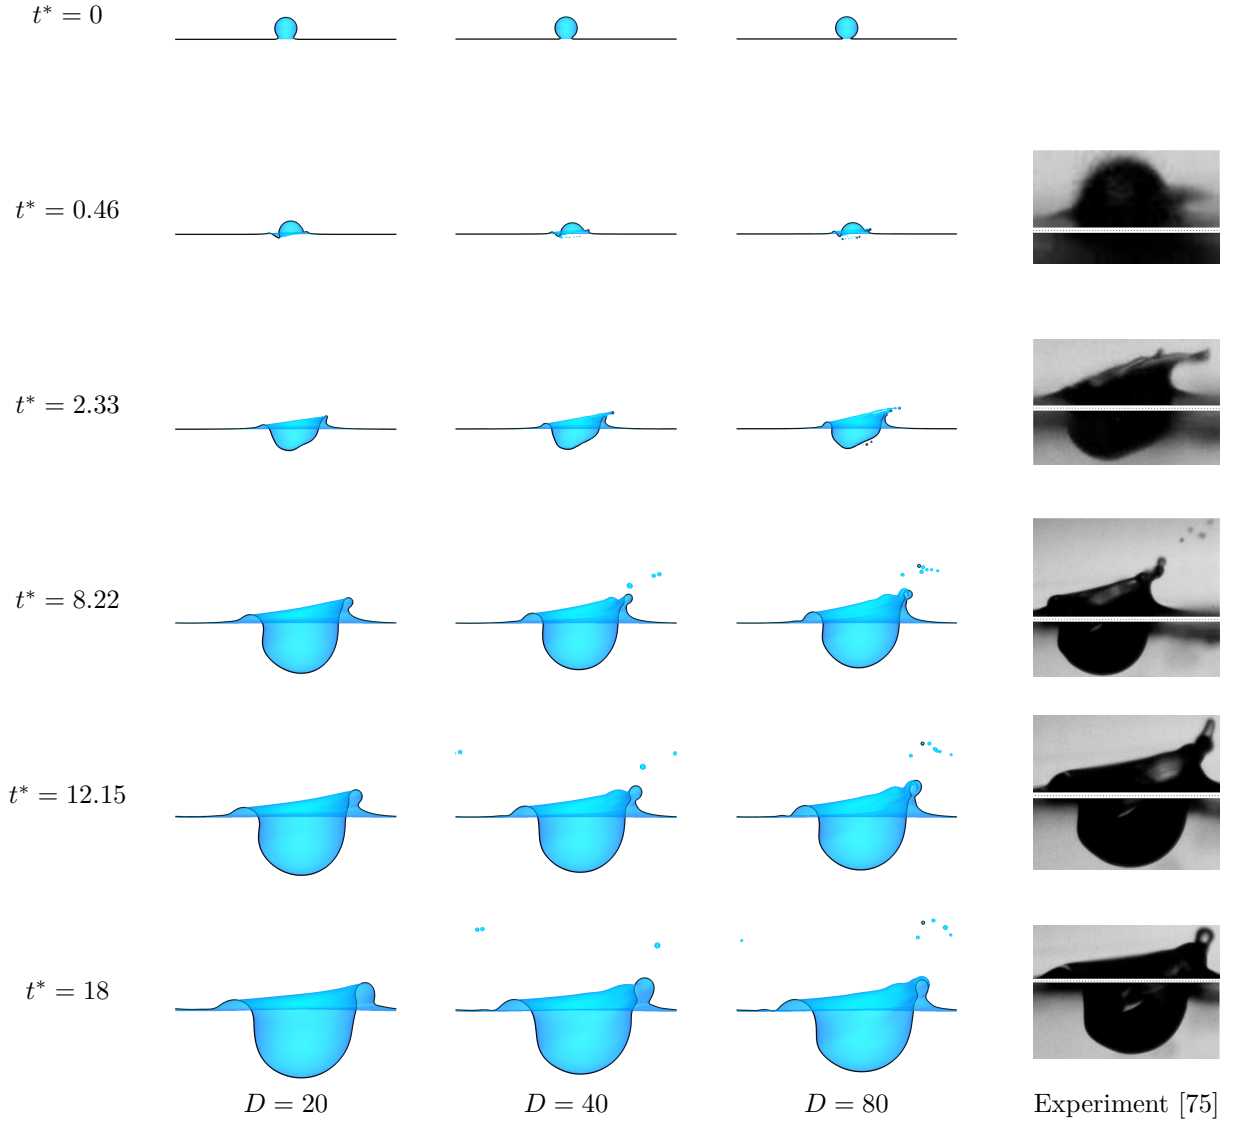 t* = 0
t* = 0.46
t* = 2.33
t* = 8.22
t* = 12.15
t* = 18
D = 20 D = 40 D = 80 Experiment [75]